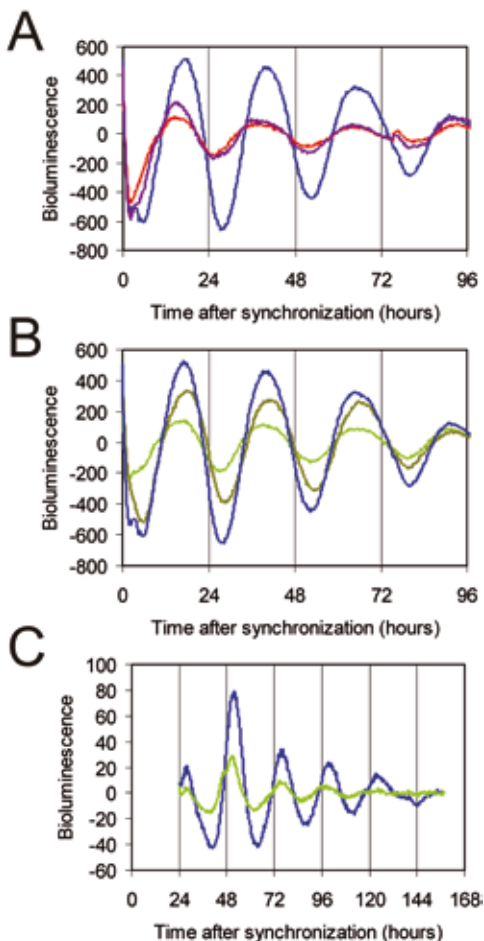 A
600
400
200
0
-200
-400
-600
-800
Bioluminescence
0 24 48 72 96
Time after synchronization (hours)
B
600
400
200
0
-200
-400
-600
-800
Bioluminescence
0 24 48 72 96
Time after synchronization (hours)
C
100
80
60
40
20
0
-20
-40
-60
Bioluminescence
0 24 48 72 96 120 144 168
Time after synchronization (hours)